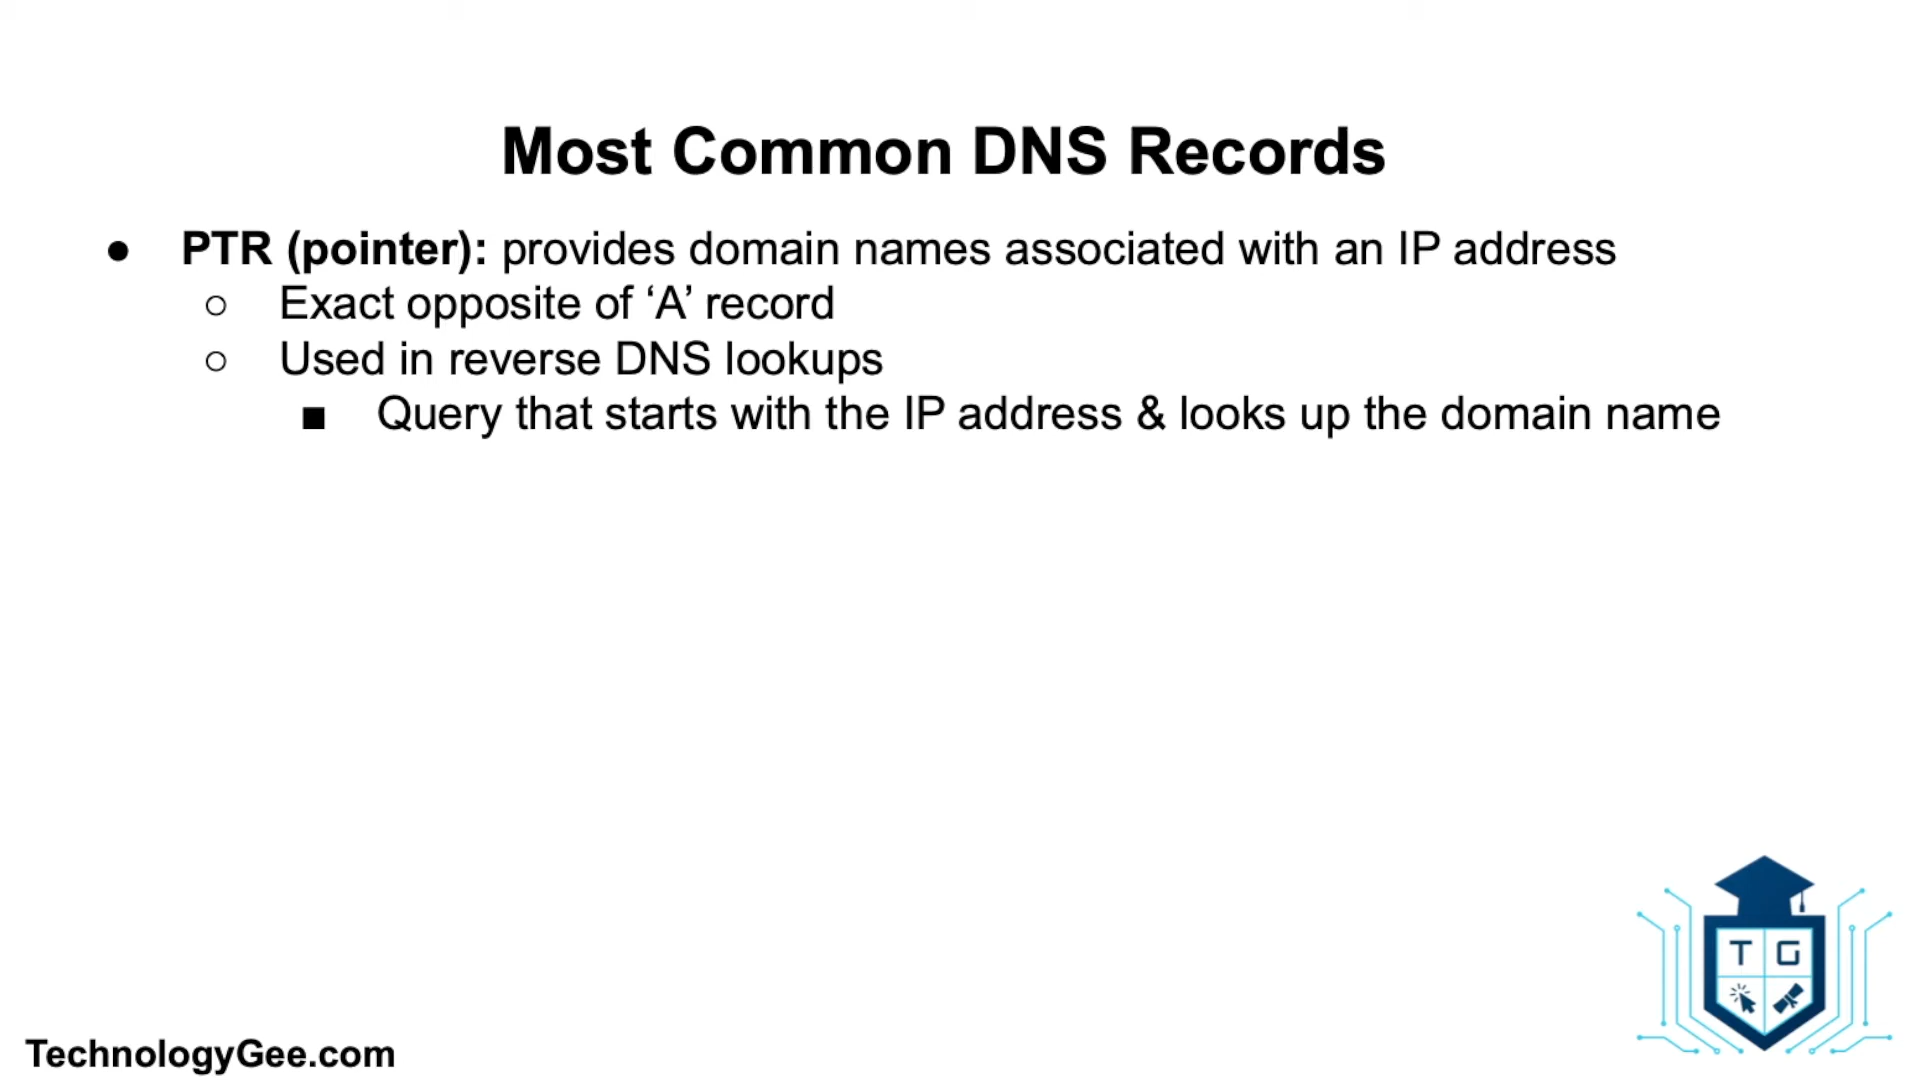 Most Common DNS Records
● PTR (pointer): provides domain names associated with an IP address
○ Exact opposite of ‘A’ record
○ Used in reverse DNS lookups
■ Query that starts with the IP address & looks up the domain name
T G
TechnologyGee.com